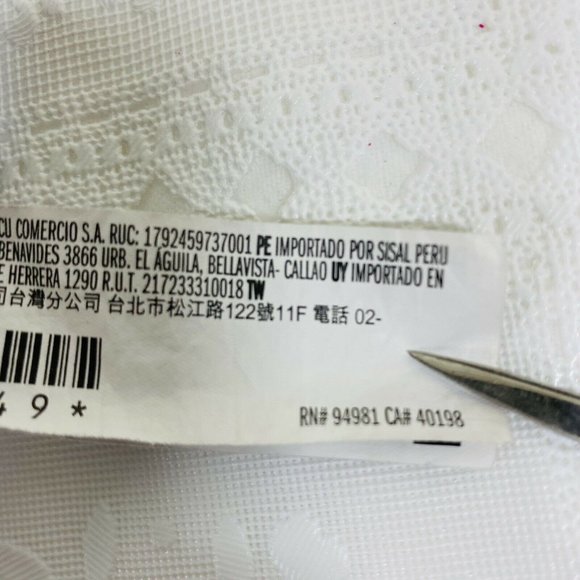 CU COMERCIO S.A. RUC: 1792459737001 PE IMPORTADO POR SISAL PERU
BENAVIDES 3866 URB. EL ÁGUILA, BELLAVISTA- CALLAO UY IMPORTADO EN
E HERRERA 1290 R.U.T. 217233310018 TW
司台灣分公司 台北市松江路122號11F 電話 02-
49*
RN# 94981 CA# 40198